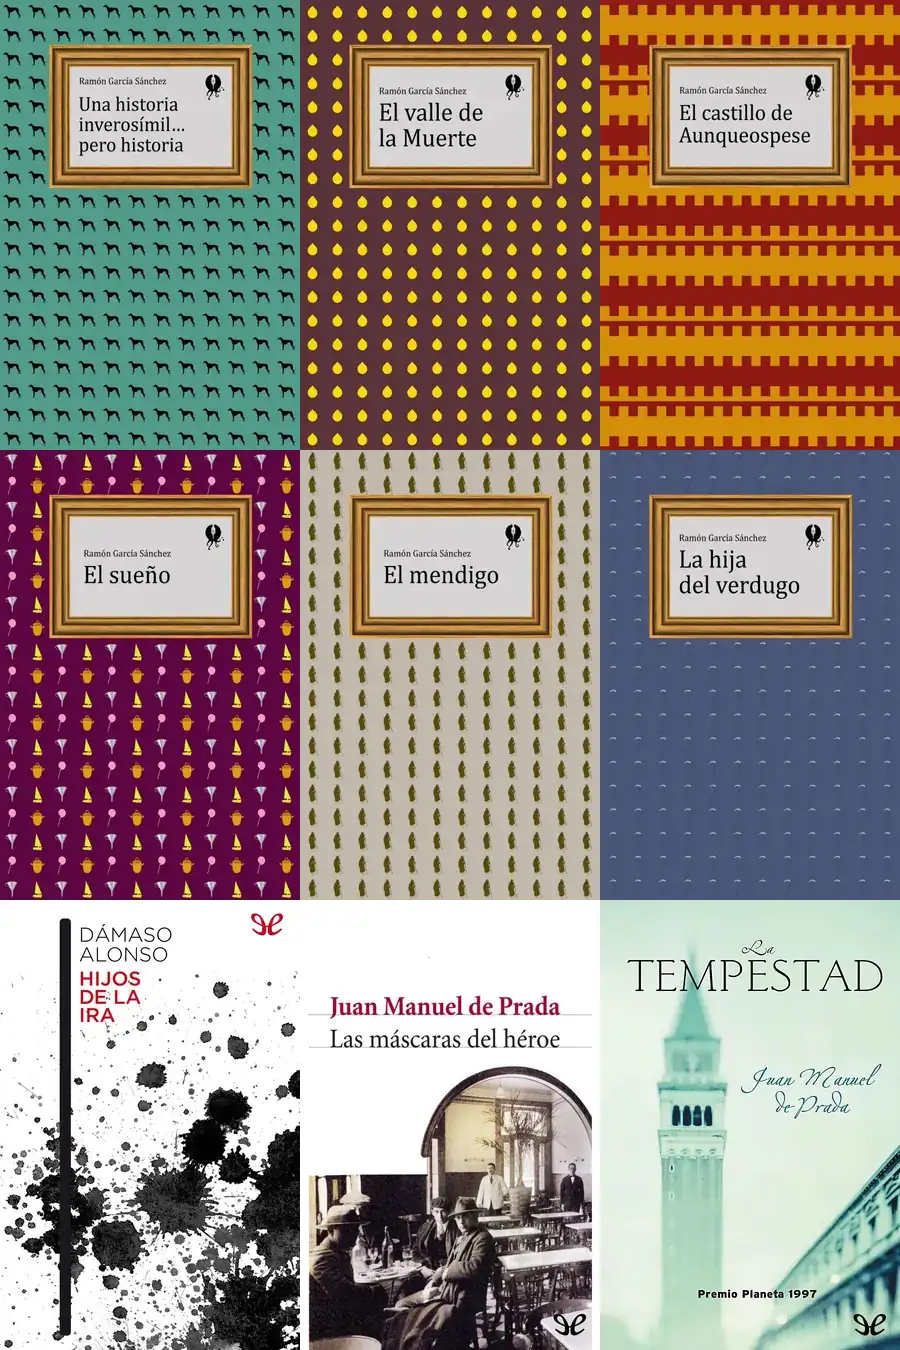 Ramón García Sánchez
Una historia
inverosímil...
pero historia
Ramón García Sánchez
El valle de
la Muerte
Ramón García Sánchez
El castillo de
Aunqueospese
Ramón García Sánchez
El sueño
Ramón García Sánchez
El mendigo
Ramón García Sánchez
La hija
del verdugo
DÁMASO
ALONSO
HIJOS
DE LA
IRA
Juan Manuel de Prada
Las máscaras del héroe
La
TEMPESTAD
Juan Manuel
de Prada
Premio Planeta 1997